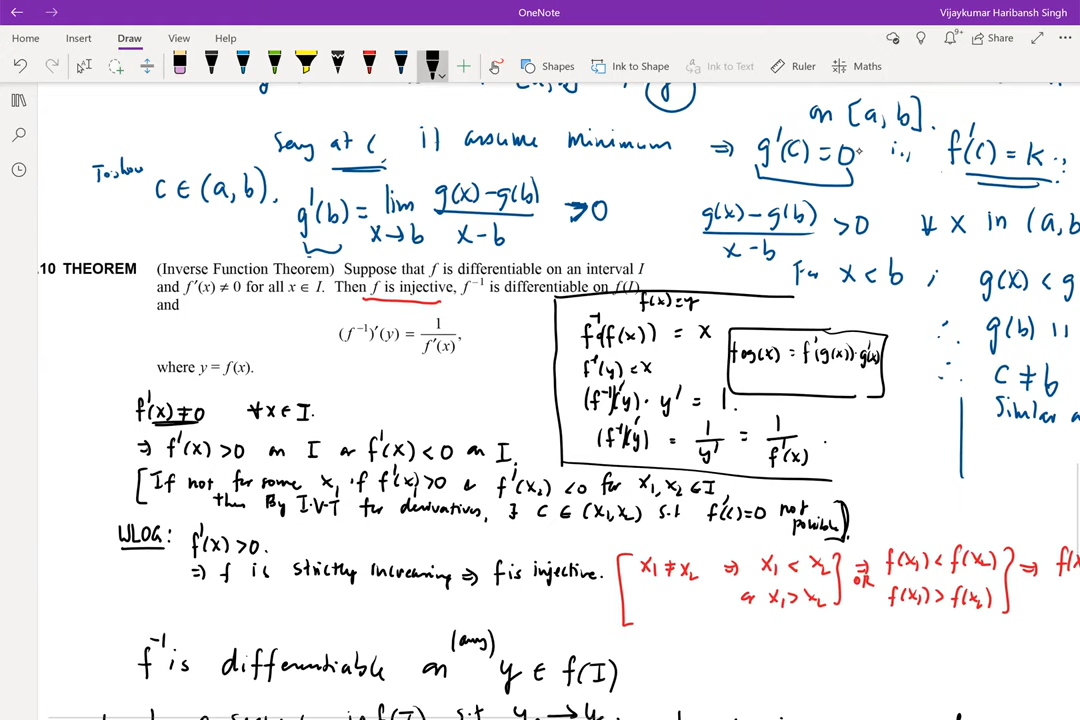 OneNote
Vijaykumar Haribansh Singh
Home Insert Draw View Help
9+
Share
Shapes Ink to Shape Ink to Text Ruler Maths
on [a, b].
Say at c it assume minimum ⇒ g'(c) = 0 i., f'(c) = k
To show
c ∈ (a, b).
g'(b) = lim x→b g(x) - g(b) / x - b > 0
g(x) - g(b) / x - b > 0 ∀ x in (a, b
For x < b ; g(x) < g
∴ g(b) 
∴ c ≠ b
Similar
.10 THEOREM (Inverse Function Theorem) Suppose that f is differentiable on an interval I
and f'(x) ≠ 0 for all x ∈ I. Then f is injective, f⁻¹ is differentiable on f(I),
and
(f⁻¹)'(y) = 1 / f'(x),
where y = f(x).
f(x) = y
f⁻¹(f(x)) = x
f⁻¹(y) = x
(f⁻¹)'(y) · y' = 1.
(f⁻¹)'(y) = 1 / y' = 1 / f'(x).
fog(x) = f'(g(x)) · g'(x)
f'(x) ≠ 0 ∀ x ∈ I.
⇒ f'(x) > 0 on I or f'(x) < 0 on I.
[If not for some x₁ if f'(x) > 0 & f'(x₂) < 0 for x₁, x₂ ∈ I
then By I.V.T for derivatives, ∃ c ∈ (x₁, x₂) s.t f'(c) = 0 not possible]
WLOG: f'(x) > 0.
⇒ f is strictly increasing ⇒ f is injective.
[x₁ ≠ x₂ ⇒ x₁ < x₂ ⇒ f(x₁) < f(x₂)
or x₁ > x₂ OR f(x₁) > f(x₂)] ⇒ f(x
f⁻¹ is differentiable on (any) y ∈ f(I)